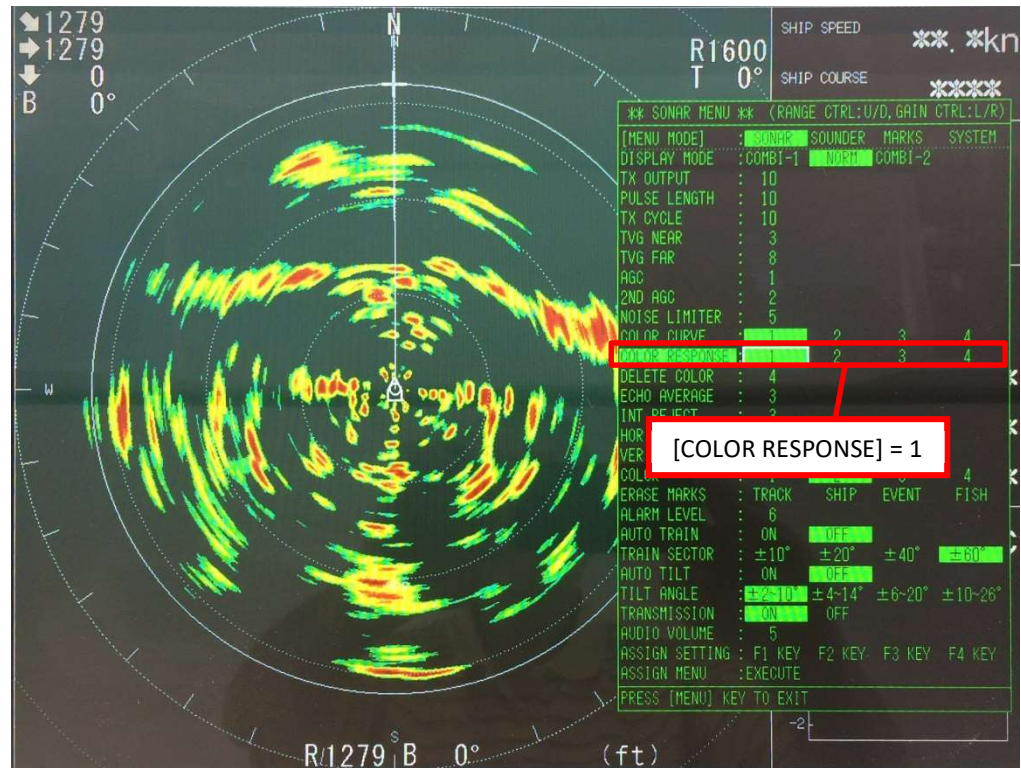 1279
1279
0
B 0°
N
R1600
T 0°
SHIP SPEED
**. *kn
SHIP COURSE
****
** SONAR MENU ** (RANGE CTRL:U/D,GAIN CTRL:L/R)
[MENU MODE] : SONAR SOUNDER MARKS SYSTEM
DISPLAY MODE :COMBI-1 NORM COMBI-2
TX OUTPUT : 10
PULSE LENGTH : 10
TX CYCLE : 10
TVG NEAR : 3
TVG FAR : 8
AGC : 1
2ND AGC : 2
NOISE LIMITER : 5
COLOR CURVE : 1 2 3 4
COLOR RESPONSE : 1 2 3 4
DELETE COLOR : 4
ECHO AVERAGE : 3
INT REJECT : 3
HOR
VER
[COLOR RESPONSE] = 1
COLOR 4
ERASE MARKS : TRACK SHIP EVENT FISH
ALARM LEVEL : 6
AUTO TRAIN : ON OFF
TRAIN SECTOR : ±10° ±20° ±40° ±60°
AUTO TILT : ON OFF
TILT ANGLE : ±2~10° ±4~14° ±6~20° ±10~26°
TRANSMISSION : ON OFF
AUDIO VOLUME : 5
ASSIGN SETTING : F1 KEY F2 KEY F3 KEY F4 KEY
ASSIGN MENU :EXECUTE
PRESS [MENU] KEY TO EXIT
W
-2
S
R 1279 B 0° (ft)